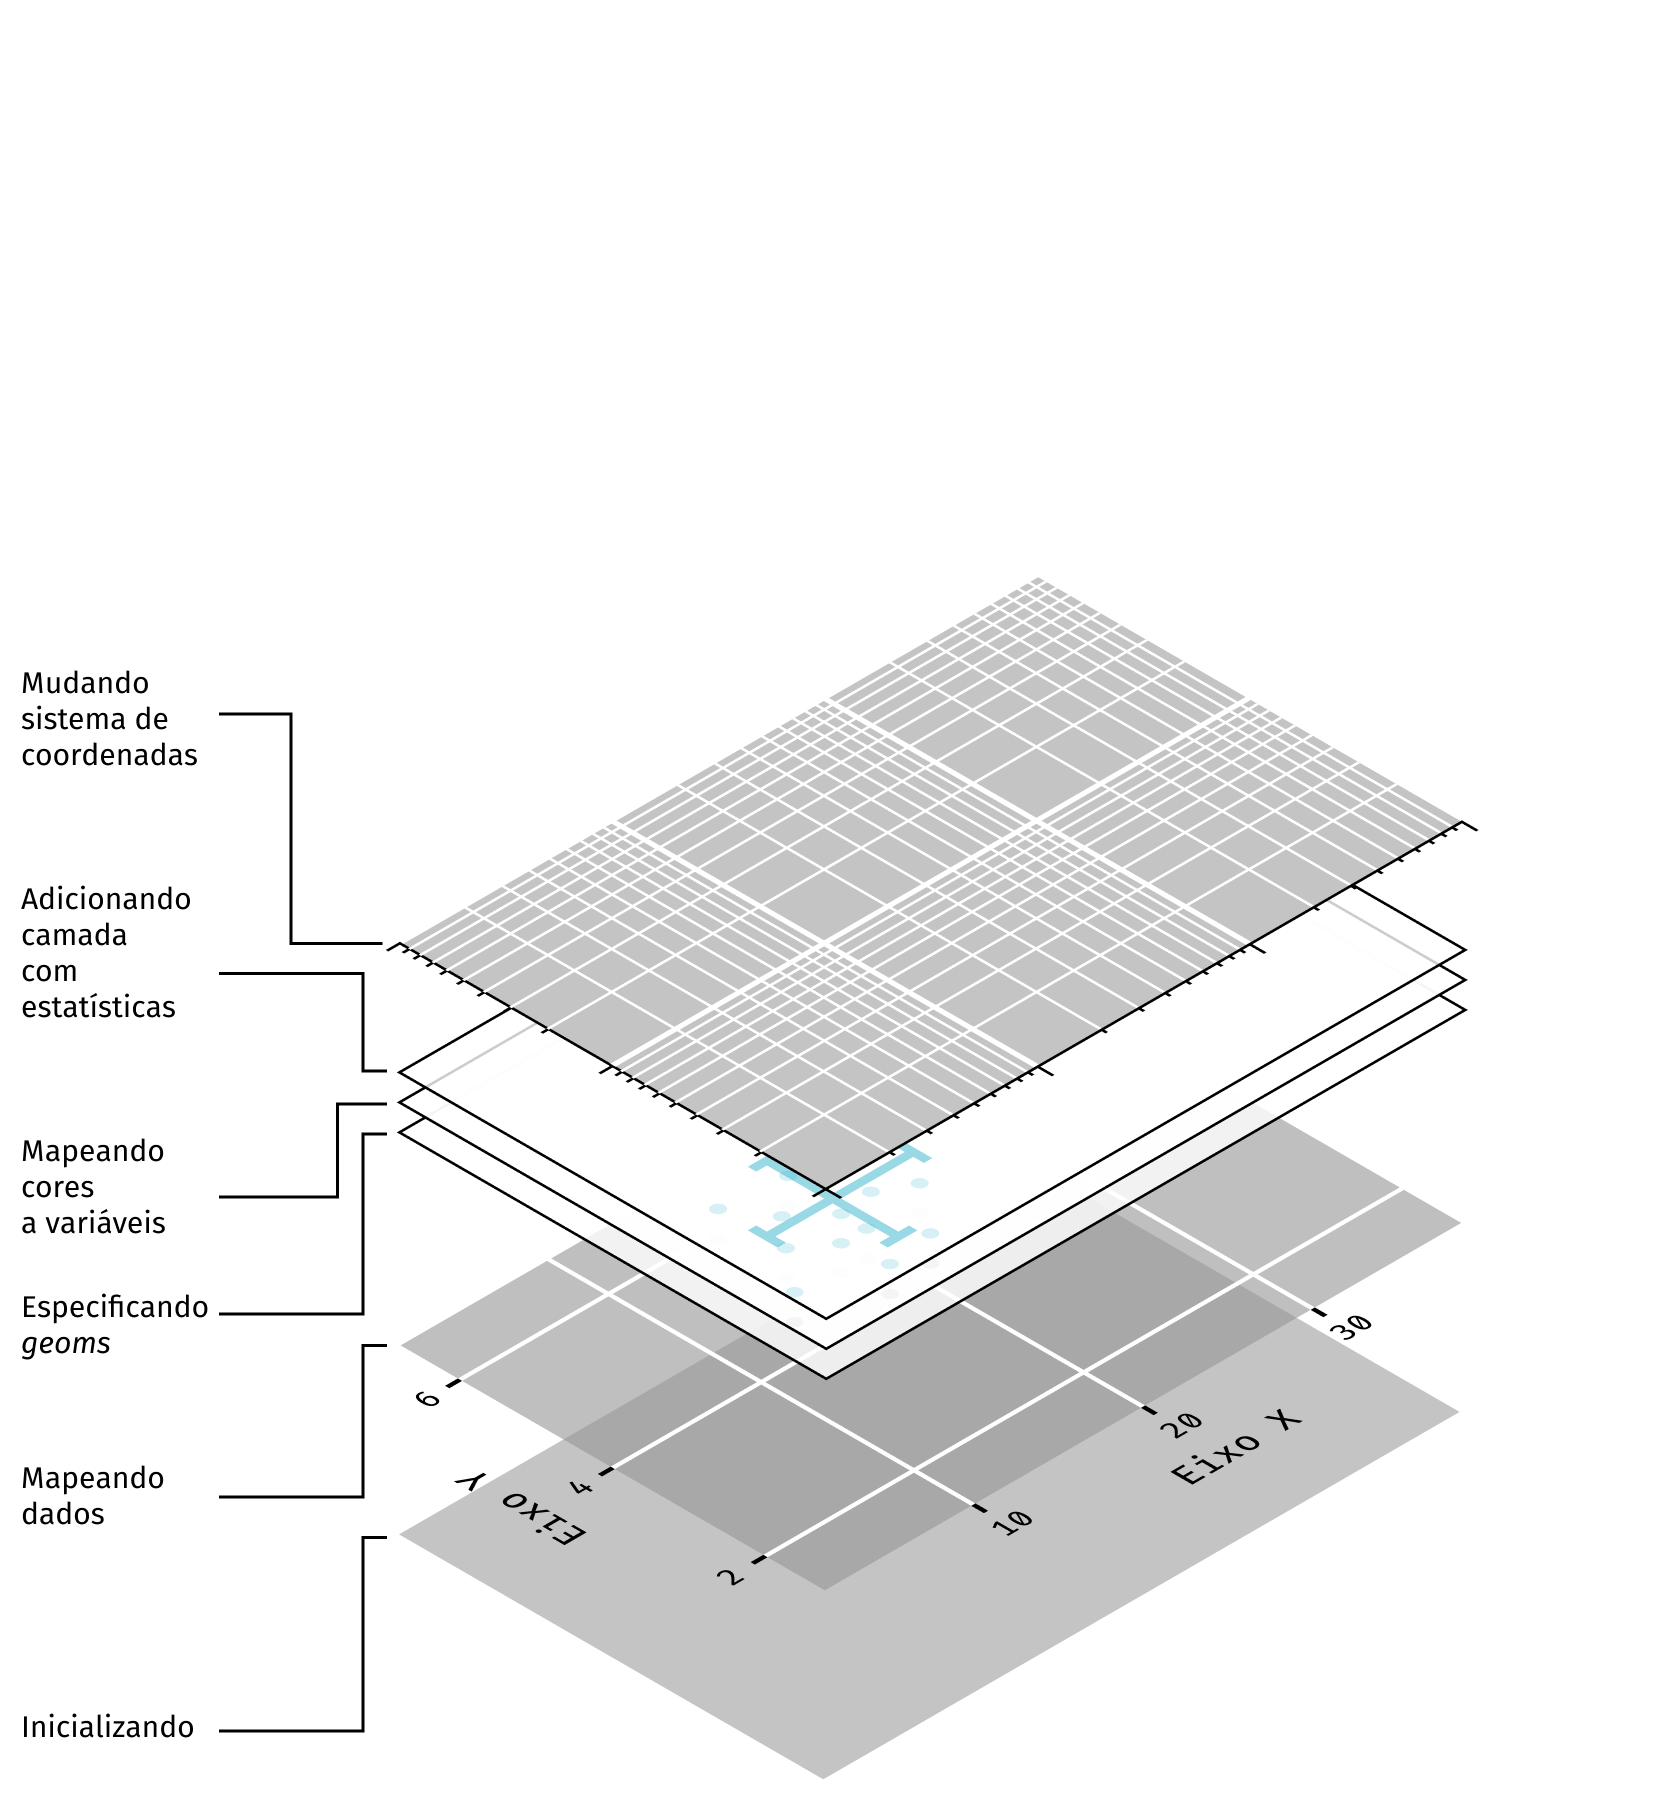 Mudando
sistema de
coordenadas
Adicionando
camada
com
estatísticas
Mapeando
cores
a variáveis
Especificando
geoms
Mapeando
dados
Inicializando
6
4
2
Eixo Y
10
20
30
Eixo X